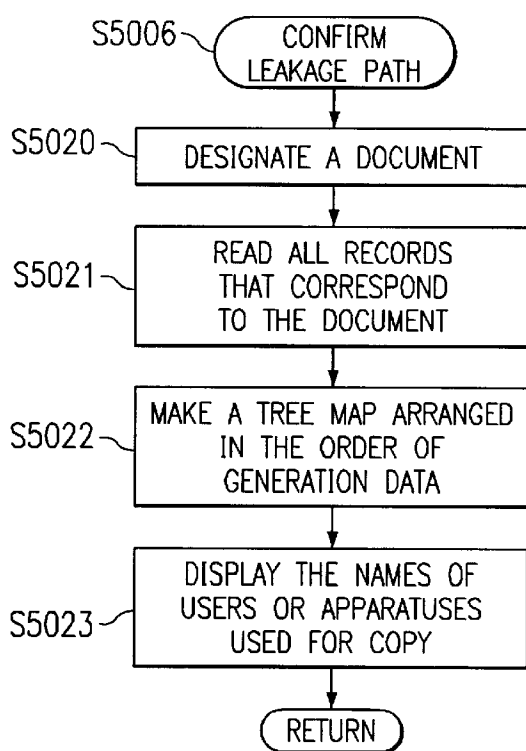 S5006
CONFIRM
LEAKAGE PATH
S5020
DESIGNATE A DOCUMENT
S5021
READ ALL RECORDS
THAT CORRESPOND
TO THE DOCUMENT
S5022
MAKE A TREE MAP ARRANGED
IN THE ORDER OF
GENERATION DATA
S5023
DISPLAY THE NAMES OF
USERS OR APPARATUSES
USED FOR COPY
RETURN